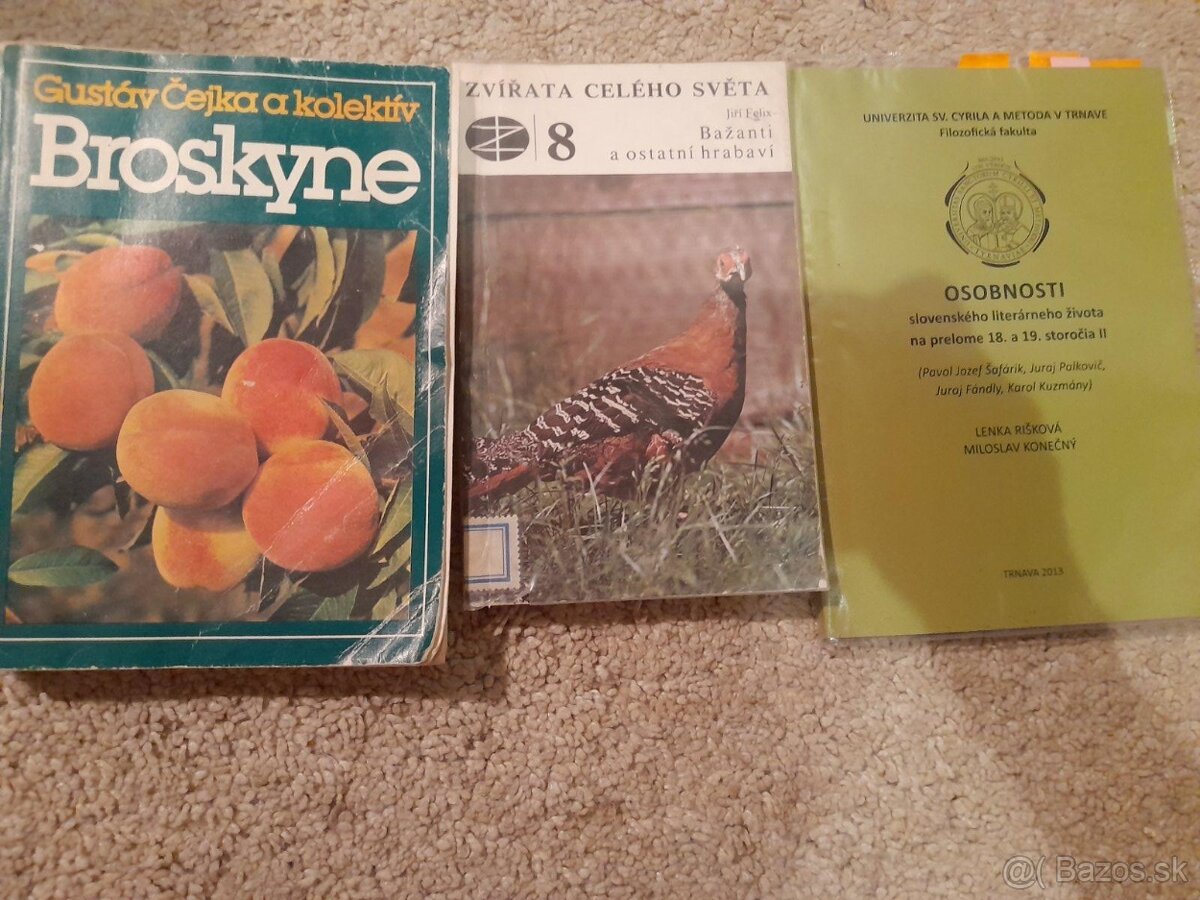 Gustáv Čejka a kolektív
Broskyne
ZVÍŘATA CELÉHO SVĚTA
8
Jiří Felix
Bažanti
a ostatní hrabaví
UNIVERZITA SV. CYRILA A METODA V TRNAVE
Filozofická fakulta
OSOBNOSTI
slovenského literárneho života
na prelome 18. a 19. storočia II
(Pavol Jozef Šafárik, Juraj Palkovič,
Juraj Fándly, Karol Kuzmány)
LENKA RIŠKOVÁ
MILOSLAV KONEČNÝ
TRNAVA 2013
Bazos.sk